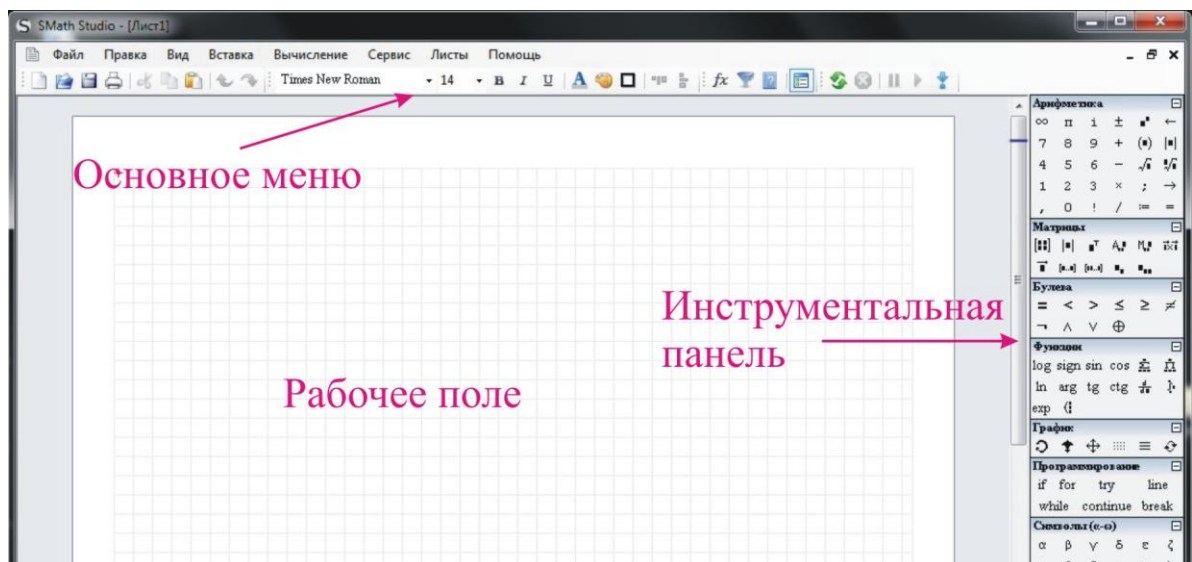 SMath Studio - [Лист1]
Файл Правка Вид Вставка Вычисление Сервис Листы Помощь
Times New Roman 14 B I U A fx
Основное меню
Рабочее поле
Инструментальная
панель
Арифметика
∞ π i ± ←
7 8 9 +
4 5 6 −
1 2 3 × ; →
, 0 ! / := =
Матрицы
Булева
= < > ≤ ≥ ≠
¬ ∧ ∨ ⊕
Функции
log sign sin cos
ln arg tg ctg
exp
График
Программирование
if for try line
while continue break
Символы (α-ω)
α β γ δ ε ζ